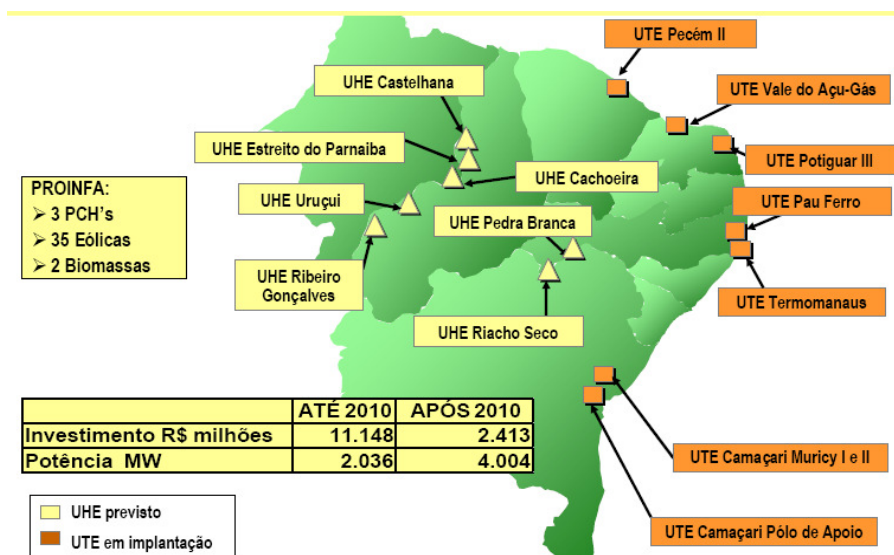 UTE Pecém II
UHE Castelhana
UTE Vale do Açu-Gás
UHE Estreito do Parnaiba
UTE Potiguar III
UHE Cachoeira
PROINFA:
➢ 3 PCH's
➢ 35 Eólicas
➢ 2 Biomassas
UHE Uruçui
UTE Pau Ferro
UHE Pedra Branca
UHE Ribeiro
Gonçalves
UTE Termomanaus
UHE Riacho Seco
ATÉ 2010 APÓS 2010
Investimento R$ milhões 11.148 2.413
Potência MW 2.036 4.004
UTE Camaçari Muricy I e II
UHE previsto
UTE em implantação
UTE Camaçari Pólo de Apoio